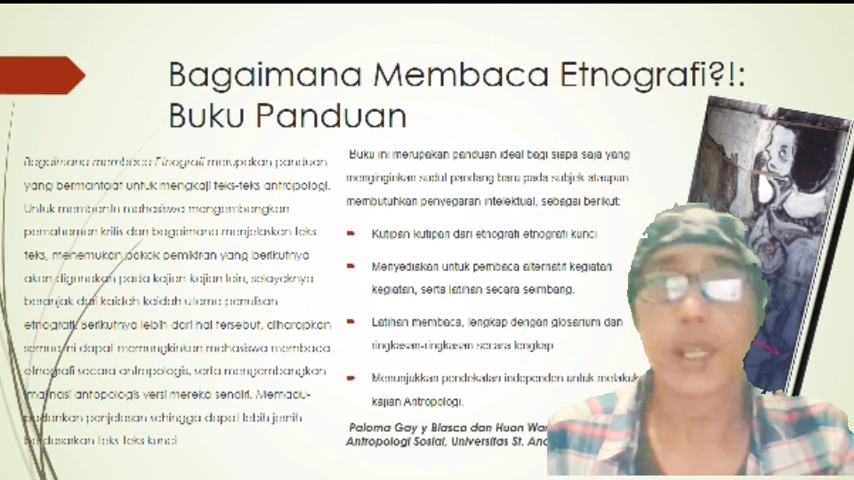 Bagaimana Membaca Etnografi?!:
Buku Panduan
Bagaimana membaca Etnografi merupakan panduan
yang bermanfaat untuk mengkaji teks-teks antropologi.
Untuk membantu mahasiswa mengembangkan
pemahaman kritis dan bagaimana menjelaskan teks
teks, menemukan pokok pemikiran yang berikutnya
akan digunakan pada kajian kajian lain, selayaknya
beranjak dari kaidah kaidah utama penulisan
etnografi. Berikutnya lebih dari hal tersebut, diharapkan
semua ini dapat memungkinkan mahasiswa membaca
etnografi secara antropologis, serta mengembangkan
imajinasi antopologis versi mereka sendiri. Memadu-
padankan penjelasan sehingga dapat lebih jernih
berdasarkan teks teks kunci
Buku ini merupakan panduan ideal bagi siapa saja yang
menginginkan sudut pandang baru pada subjek ataupun
membutuhkan penyegaran intelektual, sebagai berikut:
Kutipan kutipan dari etnografi etnografi kunci
Menyediakan untuk pembaca alternatif kegiatan
kegiatan, serta latihan secara seimbang.
Latihan membaca, lengkap dengan glosarium dan
ringkasan-ringkasan secara lengkap
Menunjukkan pendekatan independen untuk
kajian Antropologi.
Paloma Gay y Blasco dan Huan
Antropologi Sosial, Universitas St.